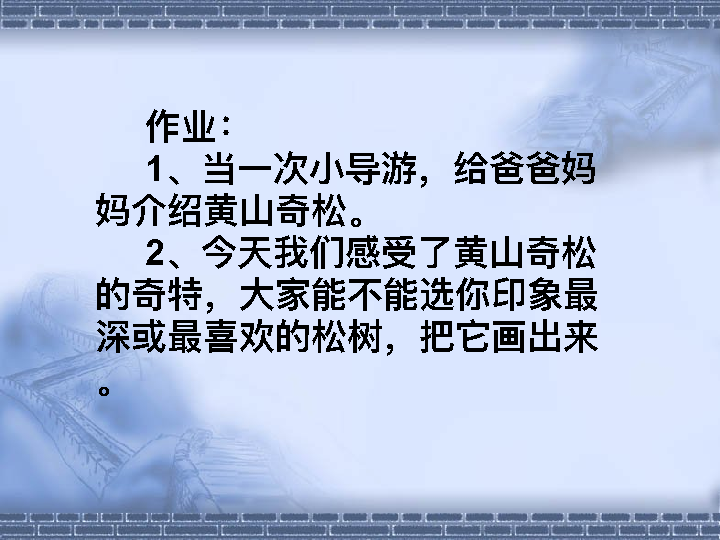 作业：
1、当一次小导游，给爸爸妈
妈介绍黄山奇松。
2、今天我们感受了黄山奇松
的奇特，大家能不能选你印象最
深或最喜欢的松树，把它画出来
。